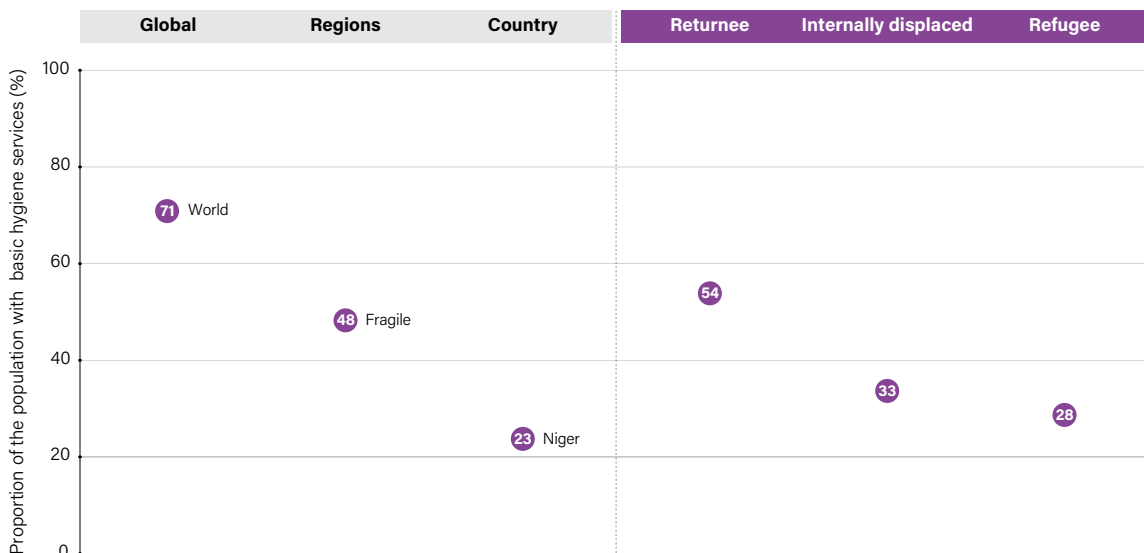 Global Regions Country Returnee Internally displaced Refugee
Proportion of the population with basic hygiene services (%)
100
80
71 World
60
54
48 Fragile
40
33
28
23 Niger
20
0